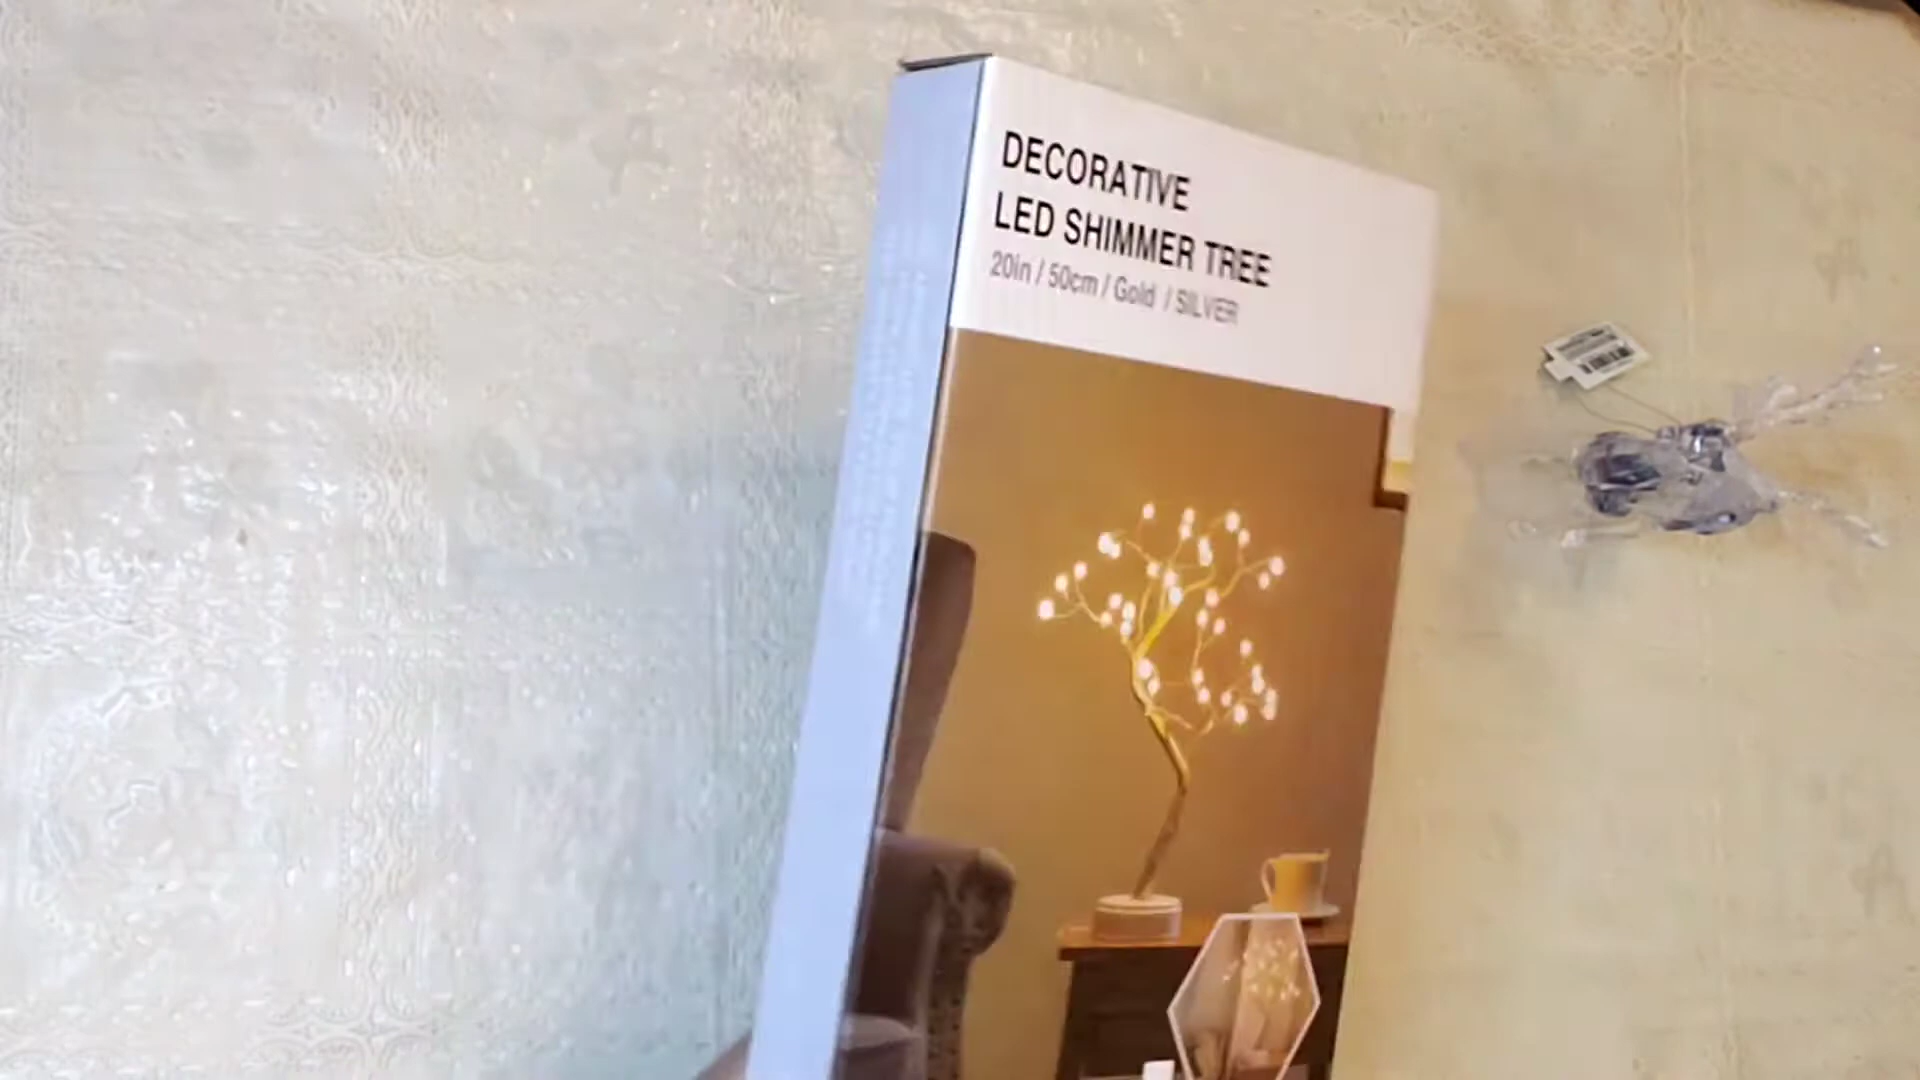 DECORATIVE
LED SHIMMER TREE
20in / 50cm / Gold / SILVER